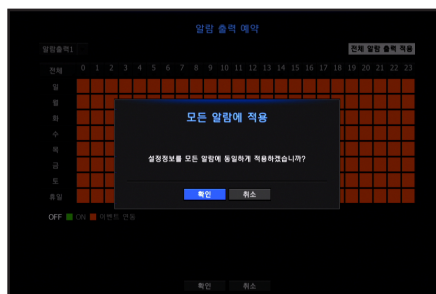 알람 출력 예약
알람출력1 전체 알람 출력 적용
전체 0 1 2 3 4 5 6 7 8 9 10 11 12 13 14 15 16 17 18 19 20 21 22 23
일
월
화
수
목
금
토
휴일
모든 알람에 적용
설정정보를 모든 알람에 동일하게 적용하겠습니까?
확인 취소
OFF ON 이벤트 연동
확인 취소